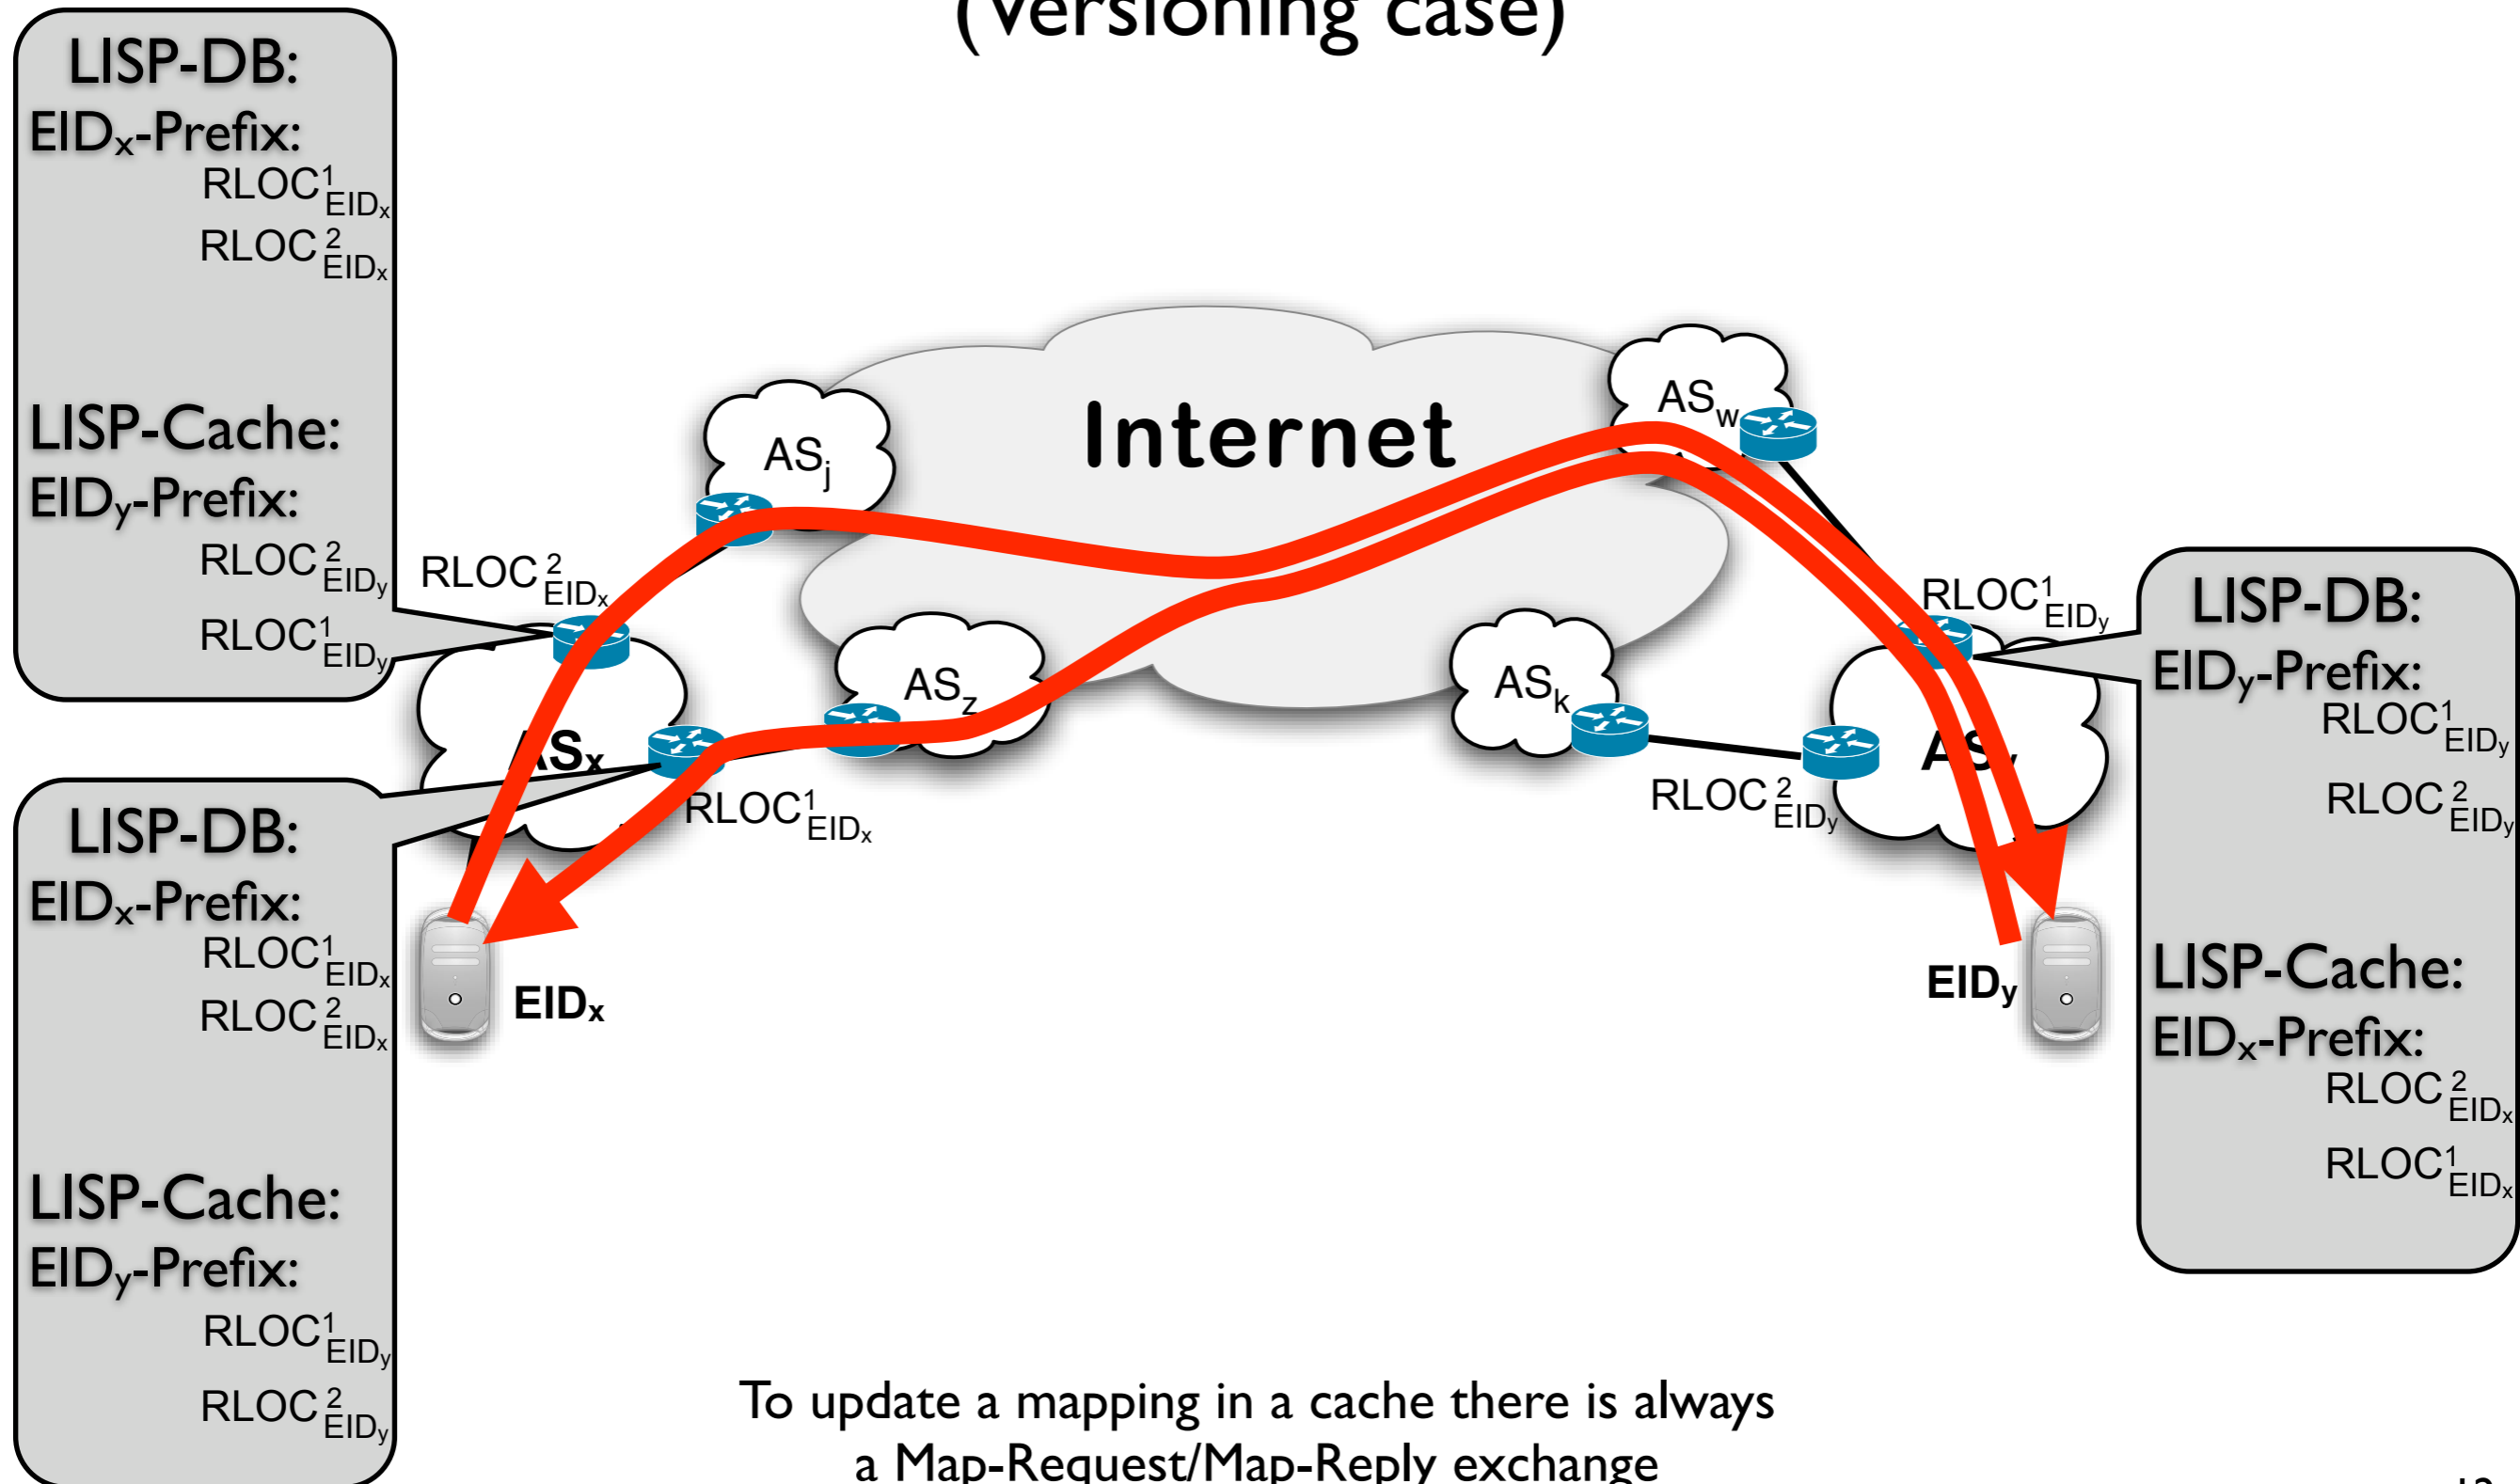 (Versioning case)
LISP-DB:
EIDx-Prefix:
RLOC¹EIDx
RLOC²EIDx
LISP-Cache:
EIDy-Prefix:
RLOC²EIDy
RLOC¹EIDy
LISP-DB:
EIDx-Prefix:
RLOC¹EIDx
RLOC²EIDx
LISP-Cache:
EIDy-Prefix:
RLOC¹EIDy
RLOC²EIDy
Internet
ASj
ASw
ASz
ASk
ASx
RLOC²EIDx
RLOC¹EIDx
RLOC¹EIDy
RLOC²EIDy
EIDx
EIDy
LISP-DB:
EIDy-Prefix:
RLOC¹EIDy
RLOC²EIDy
LISP-Cache:
EIDx-Prefix:
RLOC²EIDx
RLOC¹EIDx
To update a mapping in a cache there is always
a Map-Request/Map-Reply exchange